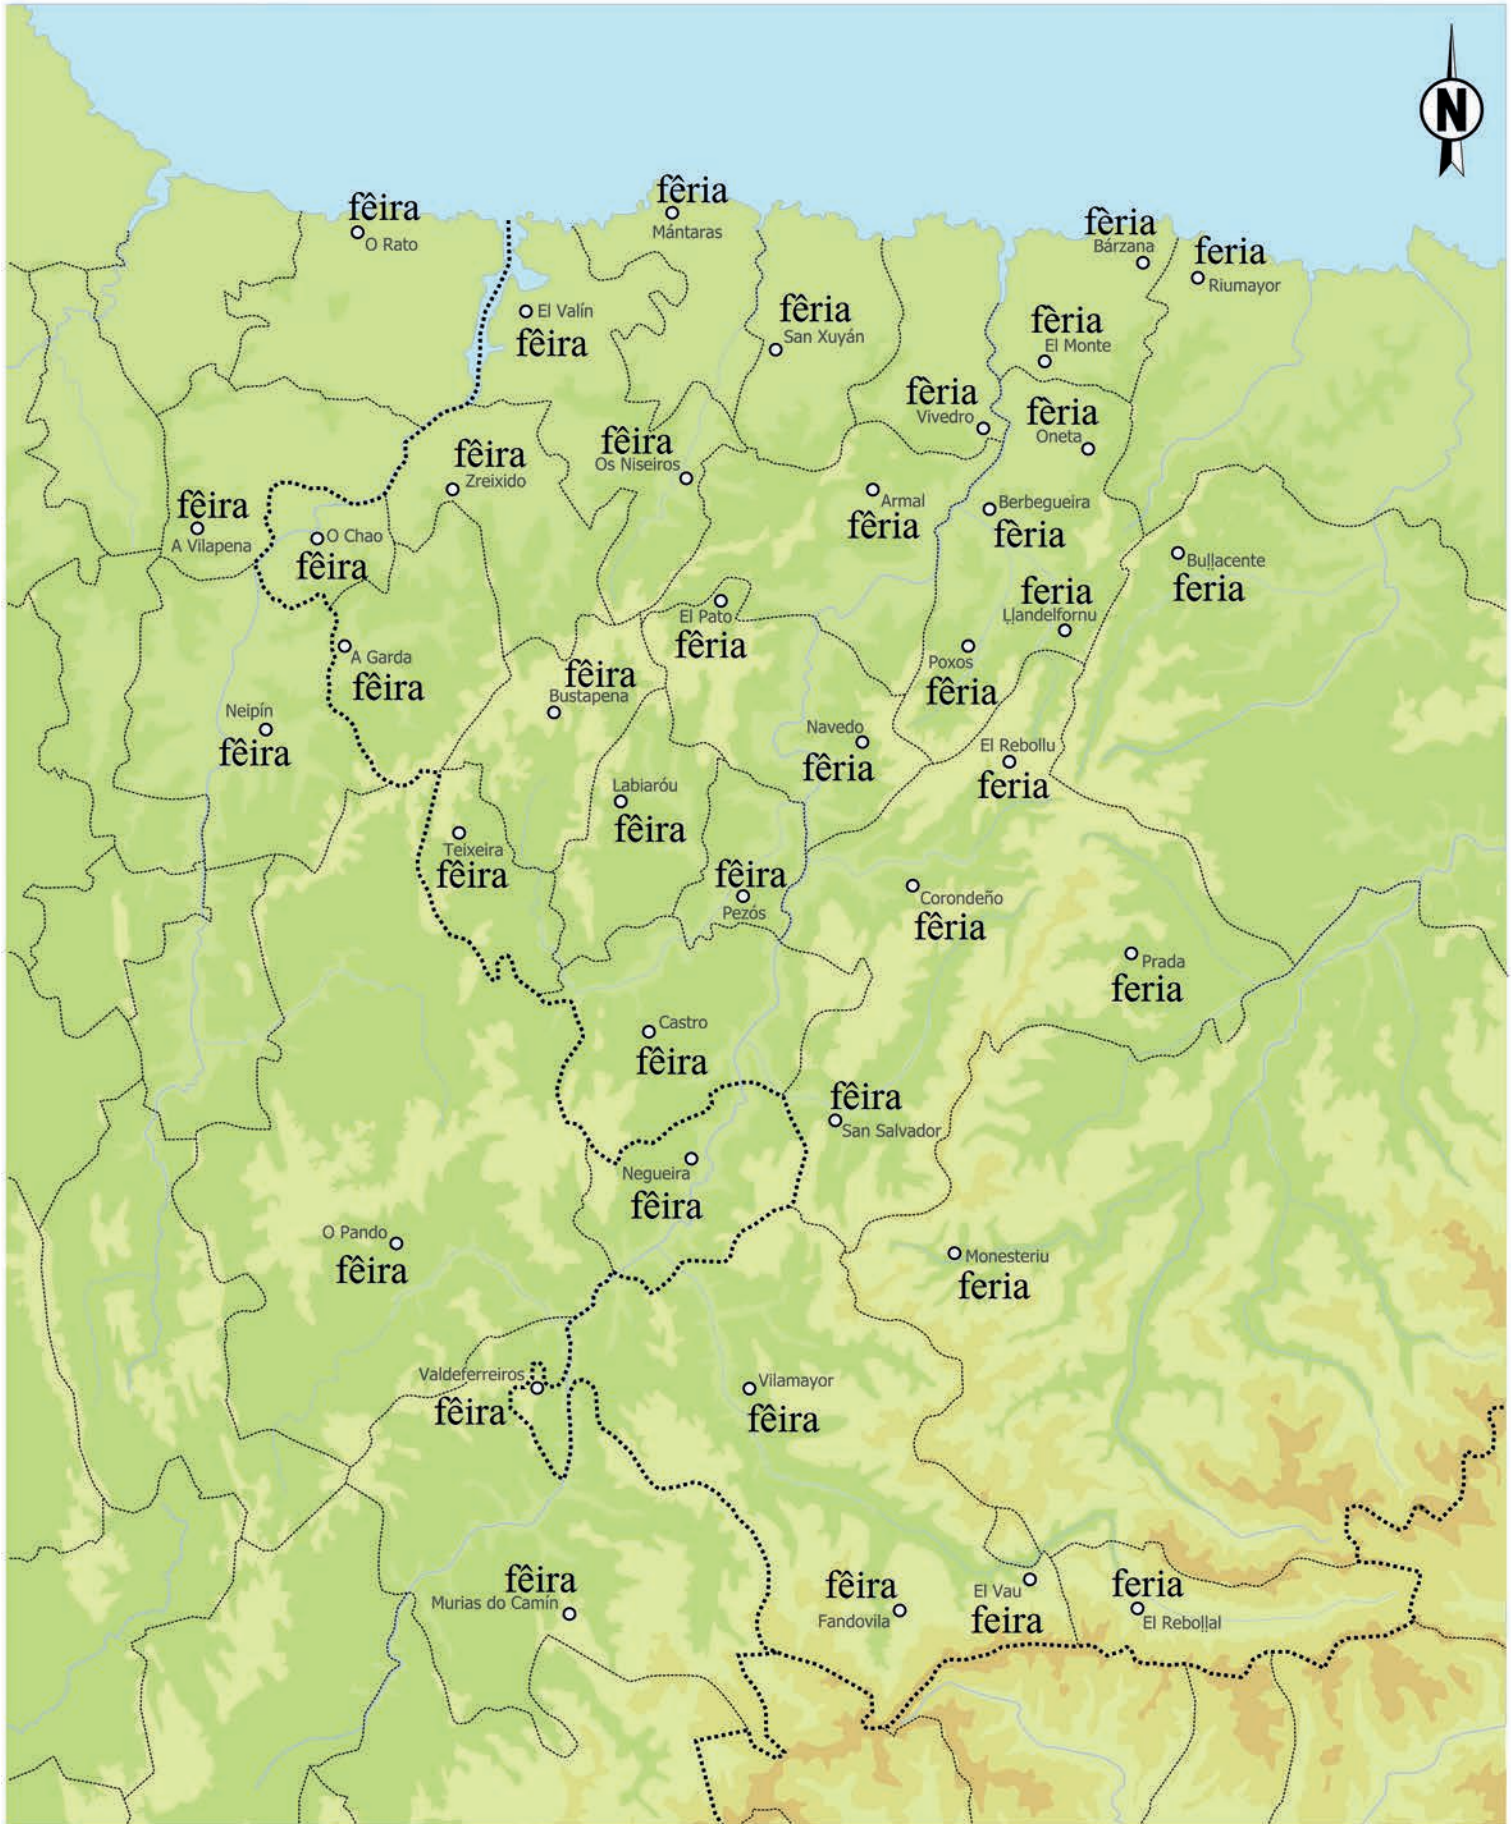 N
fêria
Mántaras
fêira
O Rato
fèria
Bárzana
feria
Riumayor
El Valín
fêira
fêria
San Xuyán
fèria
El Monte
fèria
Vivedro
fèria
Oneta
fêira
Os Niseiros
fêira
Zreixido
fêira
A Vilapena
Armal
fêria
Berbegueira
fèria
O Chao
fêira
Buḷḷacente
feria
feria
Ḷḷandelfornu
El Pato
fêria
A Garda
fêira
Poxos
fêria
fêira
Bustapena
Neipín
fêira
Navedo
fêria
El Rebollu
feria
Labiaróu
fêira
Teixeira
fêira
fêira
Pezós
Corondeño
fêria
Prada
feria
Castro
fêira
fêira
San Salvador
Negueira
fêira
O Pando
fêira
Monesteriu
feria
Valdeferreiros
fêira
Vilamayor
fêira
fêira
Murias do Camín
fêira
Fandovila
El Vau
feira
feria
El Reboḷḷal